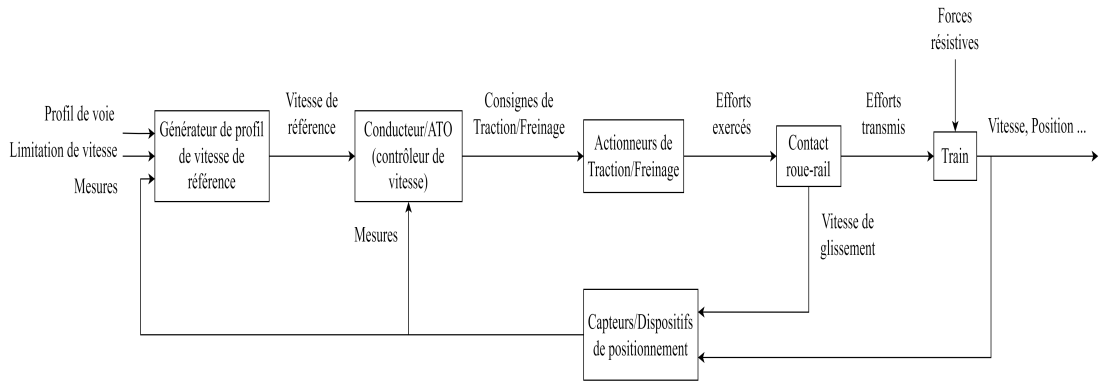 Forces
résistives
Profil de voie
Limitation de vitesse
Mesures
Générateur de profil
de vitesse de
référence
Vitesse de
référence
Conducteur/ATO
(contrôleur de
vitesse)
Consignes de
Traction/Freinage
Actionneurs de
Traction/Freinage
Efforts
exercés
Contact
roue-rail
Efforts
transmis
Train
Vitesse, Position ...
Mesures
Vitesse de
glissement
Capteurs/Dispositifs
de positionnement